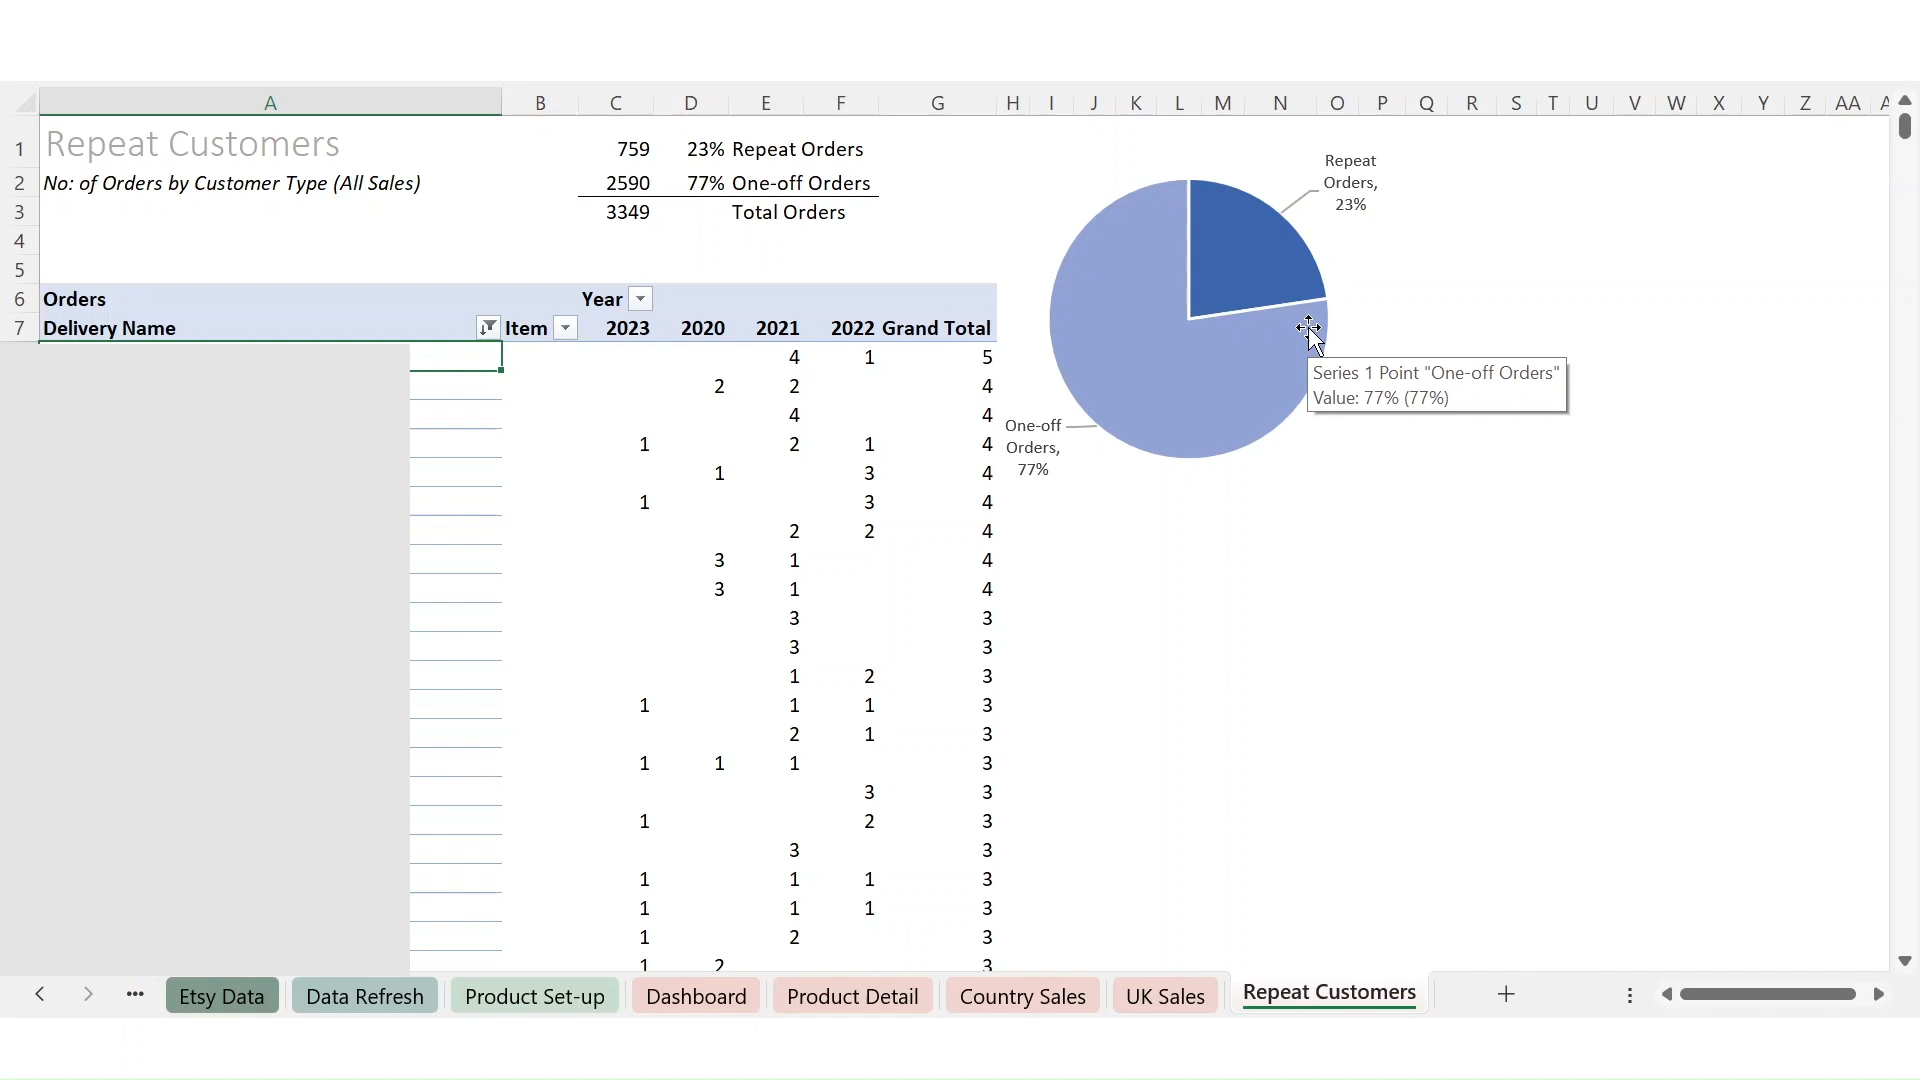 A B C D E F G H I J K L M N O P Q R S T U V W X Y Z AA
1 Repeat Customers 759 23% Repeat Orders
2 No: of Orders by Customer Type (All Sales) 2590 77% One-off Orders
3 3349 Total Orders
4
5
6 Orders Year
7 Delivery Name Item 2023 2020 2021 2022 Grand Total
4 1 5
2 2 4
4 4
1 2 1 4
1 3 4
1 3 4
2 2 4
3 1 4
3 1 4
3 3
3 3
1 2 3
1 1 1 3
2 1 3
1 1 1 3
3 3
1 2 3
3 3
1 1 1 3
1 1 1 3
1 2 3
1 2 3
Repeat
Orders,
23%
One-off
Orders,
77%
Series 1 Point "One-off Orders"
Value: 77% (77%)
Etsy Data Data Refresh Product Set-up Dashboard Product Detail Country Sales UK Sales Repeat Customers